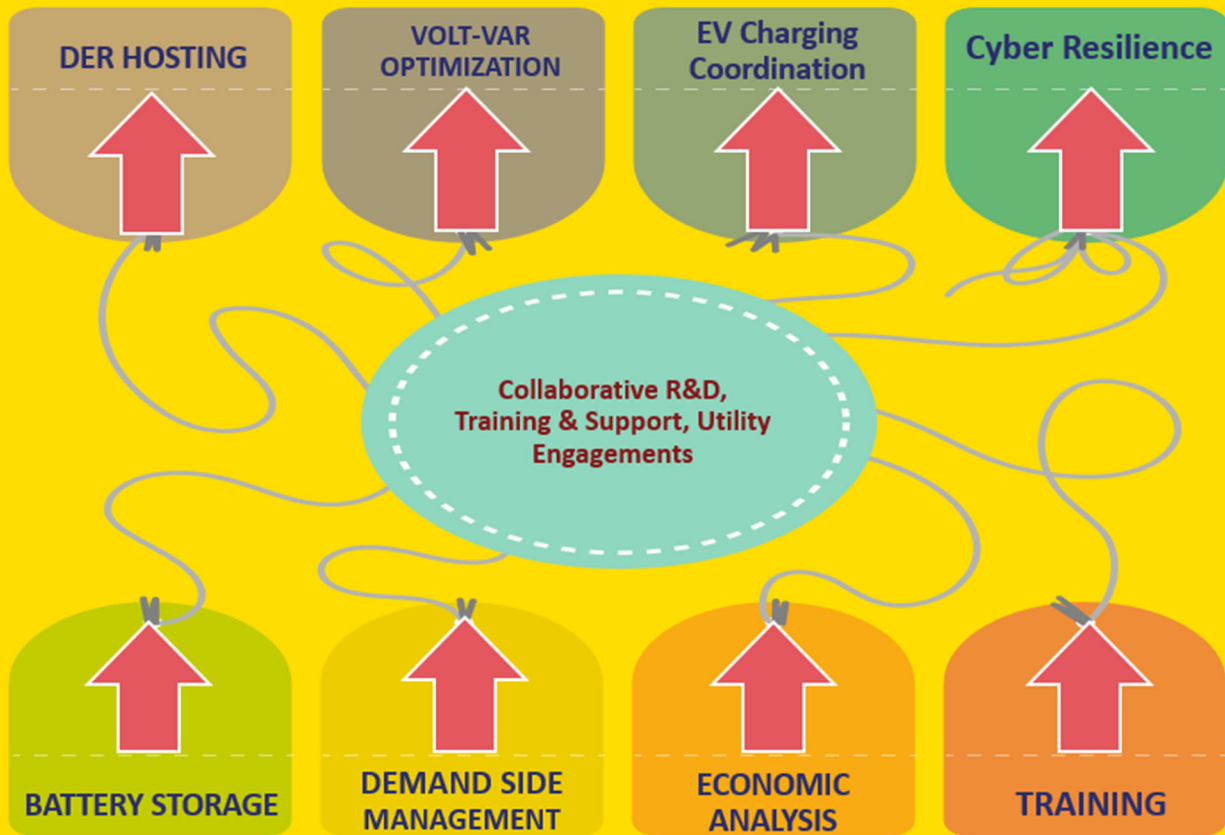 DER HOSTING
VOLT-VAR
OPTIMIZATION
EV Charging
Coordination
Cyber Resilience
Collaborative R&D,
Training & Support, Utility
Engagements
BATTERY STORAGE
DEMAND SIDE
MANAGEMENT
ECONOMIC
ANALYSIS
TRAINING